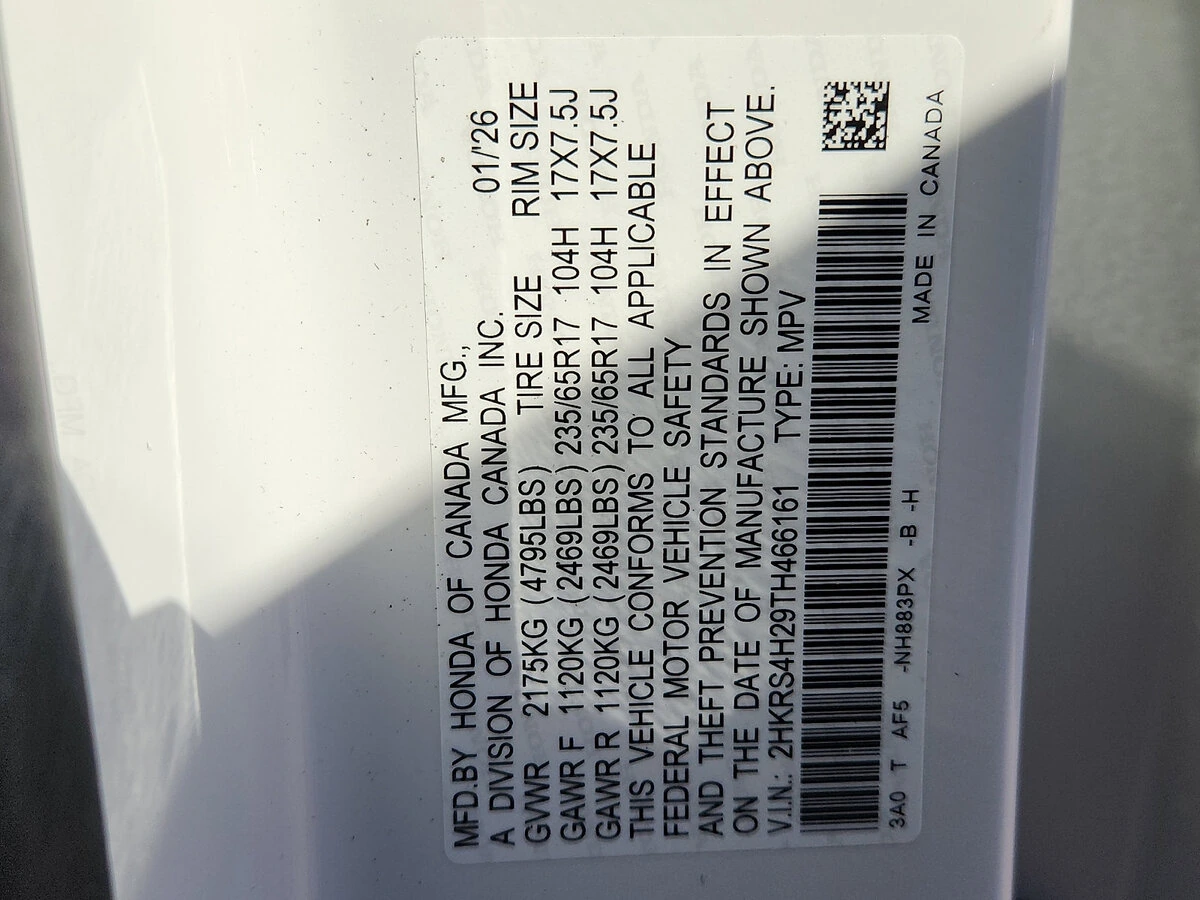 MFD.BY HONDA OF CANADA MFG.,
A DIVISION OF HONDA CANADA INC. 01/'26
GVWR 2175KG (4795LBS) TIRE SIZE RIM SIZE
GAWR F 1120KG (2469LBS) 235/65R17 104H 17X7.5J
GAWR R 1120KG (2469LBS) 235/65R17 104H 17X7.5J
THIS VEHICLE CONFORMS TO ALL APPLICABLE
FEDERAL MOTOR VEHICLE SAFETY
AND THEFT PREVENTION STANDARDS IN EFFECT
ON THE DATE OF MANUFACTURE SHOWN ABOVE.
V.I.N.: 2HKRS4H29TH466161 TYPE: MPV
3A0 T AF5 -NH883PX -B -H
MADE IN CANADA